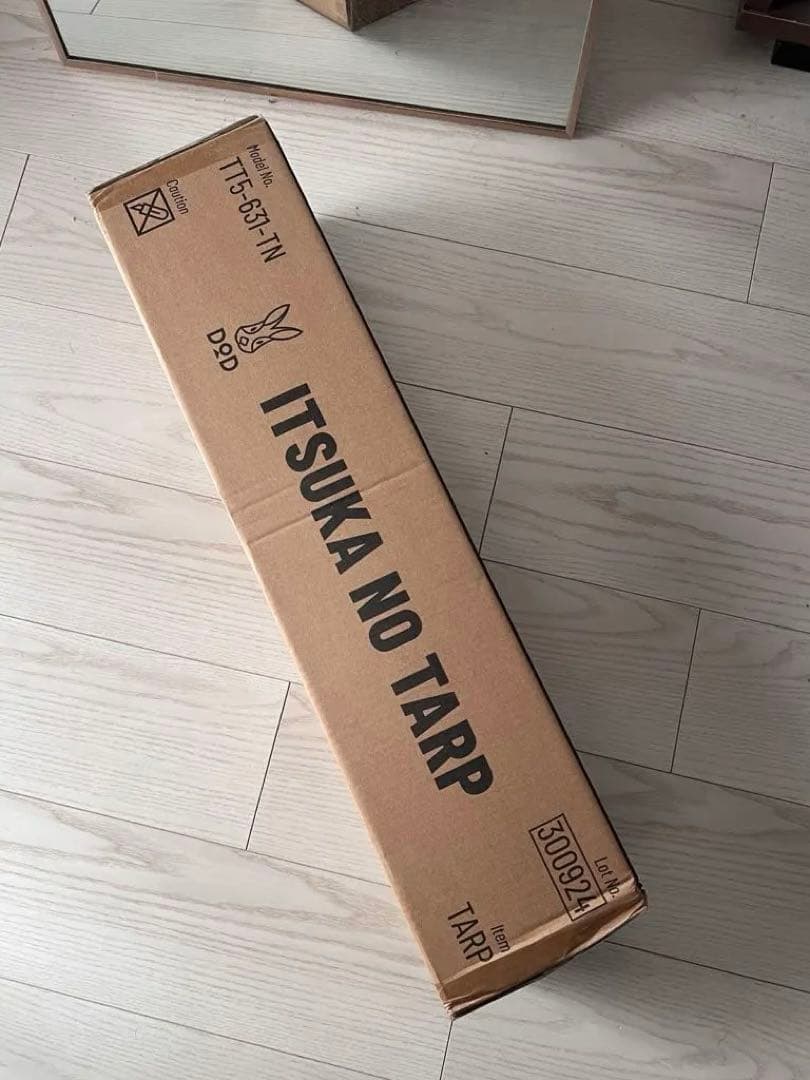 Model No.
TT5-631-TN
Caution
DOD
ITSUKA NO TARP
Lot No.
300924
Item
TARP